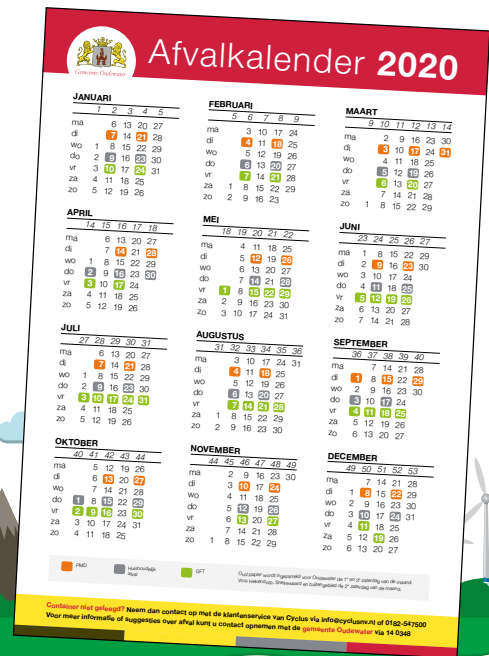 Gemeente Oudewater
Afvalkalender 2020
JANUARI
1 2 3 4 5
ma 6 13 20 27
di 7 14 21 28
wo 1 8 15 22 29
do 2 9 16 23 30
vr 3 10 17 24 31
za 4 11 18 25
zo 5 12 19 26
FEBRUARI
5 6 7 8 9
ma 3 10 17 24
di 4 11 18 25
wo 5 12 19 26
do 6 13 20 27
vr 7 14 21 28
za 1 8 15 22 29
zo 2 9 16 23
MAART
9 10 11 12 13 14
ma 2 9 16 23 30
di 3 10 17 24 31
wo 4 11 18 25
do 5 12 19 26
vr 6 13 20 27
za 7 14 21 28
zo 1 8 15 22 29
APRIL
14 15 16 17 18
ma 6 13 20 27
di 7 14 21 28
wo 1 8 15 22 29
do 2 9 16 23 30
vr 3 10 17 24
za 4 11 18 25
zo 5 12 19 26
MEI
18 19 20 21 22
ma 4 11 18 25
di 5 12 19 26
wo 6 13 20 27
do 7 14 21 28
vr 1 8 15 22 29
za 2 9 16 23 30
zo 3 10 17 24 31
JUNI
23 24 25 26 27
ma 1 8 15 22 29
di 2 9 16 23 30
wo 3 10 17 24
do 4 11 18 25
vr 5 12 19 26
za 6 13 20 27
zo 7 14 21 28
JULI
27 28 29 30 31
ma 6 13 20 27
di 7 14 21 28
wo 1 8 15 22 29
do 2 9 16 23 30
vr 3 10 17 24 31
za 4 11 18 25
zo 5 12 19 26
AUGUSTUS
31 32 33 34 35 36
ma 3 10 17 24 31
di 4 11 18 25
wo 5 12 19 26
do 6 13 20 27
vr 7 14 21 28
za 1 8 15 22 29
zo 2 9 16 23 30
SEPTEMBER
36 37 38 39 40
ma 7 14 21 28
di 1 8 15 22 29
wo 2 9 16 23 30
do 3 10 17 24
vr 4 11 18 25
za 5 12 19 26
zo 6 13 20 27
OKTOBER
40 41 42 43 44
ma 5 12 19 26
di 6 13 20 27
wo 7 14 21 28
do 1 8 15 22 29
vr 2 9 16 23 30
za 3 10 17 24 31
zo 4 11 18 25
NOVEMBER
44 45 46 47 48 49
ma 2 9 16 23 30
di 3 10 17 24
wo 4 11 18 25
do 5 12 19 26
vr 6 13 20 27
za 7 14 21 28
zo 1 8 15 22 29
DECEMBER
49 50 51 52 53
ma 7 14 21 28
di 1 8 15 22 29
wo 2 9 16 23 30
do 3 10 17 24 31
vr 4 11 18 25
za 5 12 19 26
zo 6 13 20 27
PMD
Huishoudelijk afval
GFT
Oud papier wordt ingezameld voor Oudewater de 1e en 3e zaterdag van de maand.
Voor Hekendorp, Snelrewaard en buitengebied de 2e zaterdag van de maand.
Container niet geleegd? Neem dan contact op met de klantenservice van Cyclus via info@cyclusnv.nl of 0182-547500
Voor meer informatie of suggesties over afval kunt u contact opnemen met de gemeente Oudewater via 14 0348